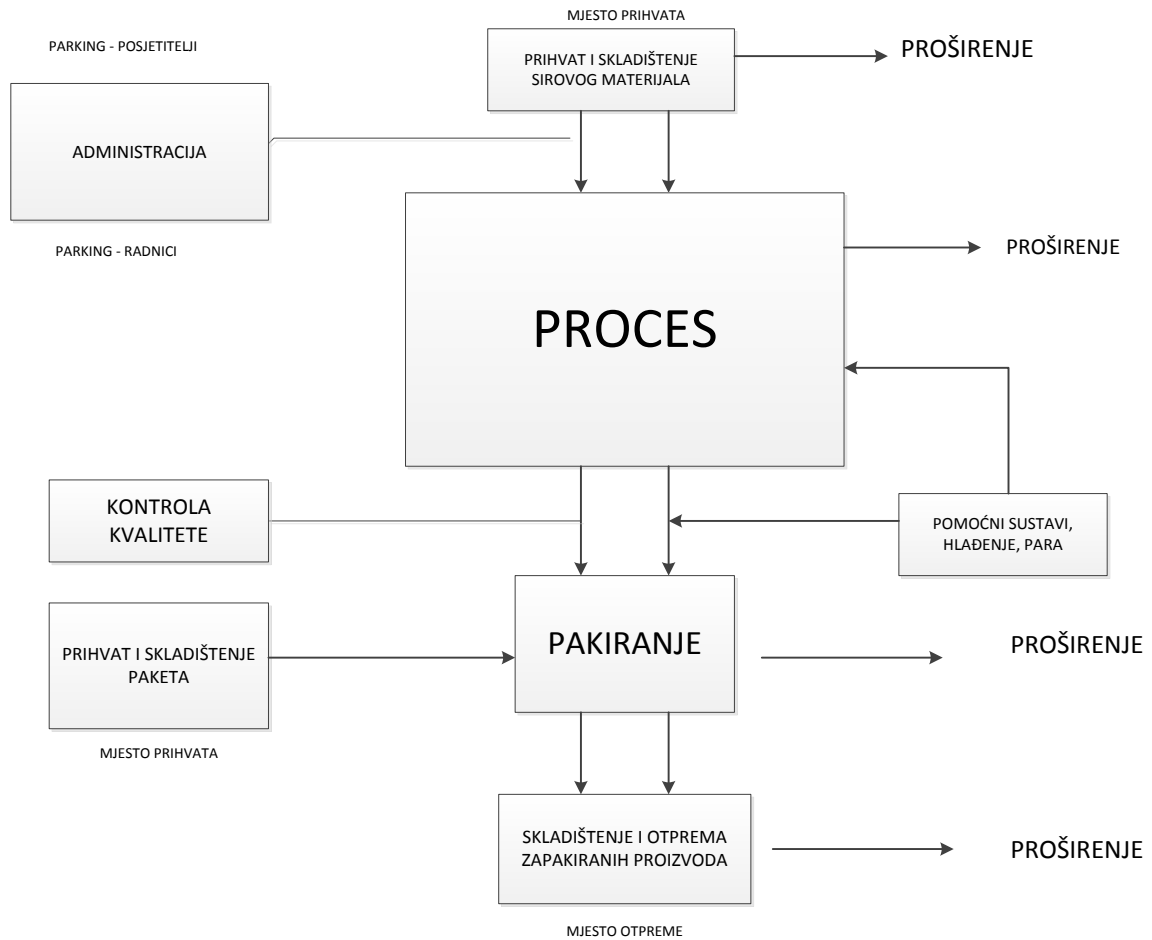 MJESTO PRIHVATA
PARKING - POSJETITELJI
PRIHVAT I SKLADIŠTENJE
SIROVOG MATERIJALA
PROŠIRENJE
ADMINISTRACIJA
PARKING - RADNICI
PROŠIRENJE
PROCES
KONTROLA
KVALITETE
POMOĆNI SUSTAVI,
HLAĐENJE, PARA
PRIHVAT I SKLADIŠTENJE
PAKETA
PAKIRANJE
PROŠIRENJE
MJESTO PRIHVATA
SKLADIŠTENJE I OTPREMA
ZAPAKIRANIH PROIZVODA
PROŠIRENJE
MJESTO OTPREME